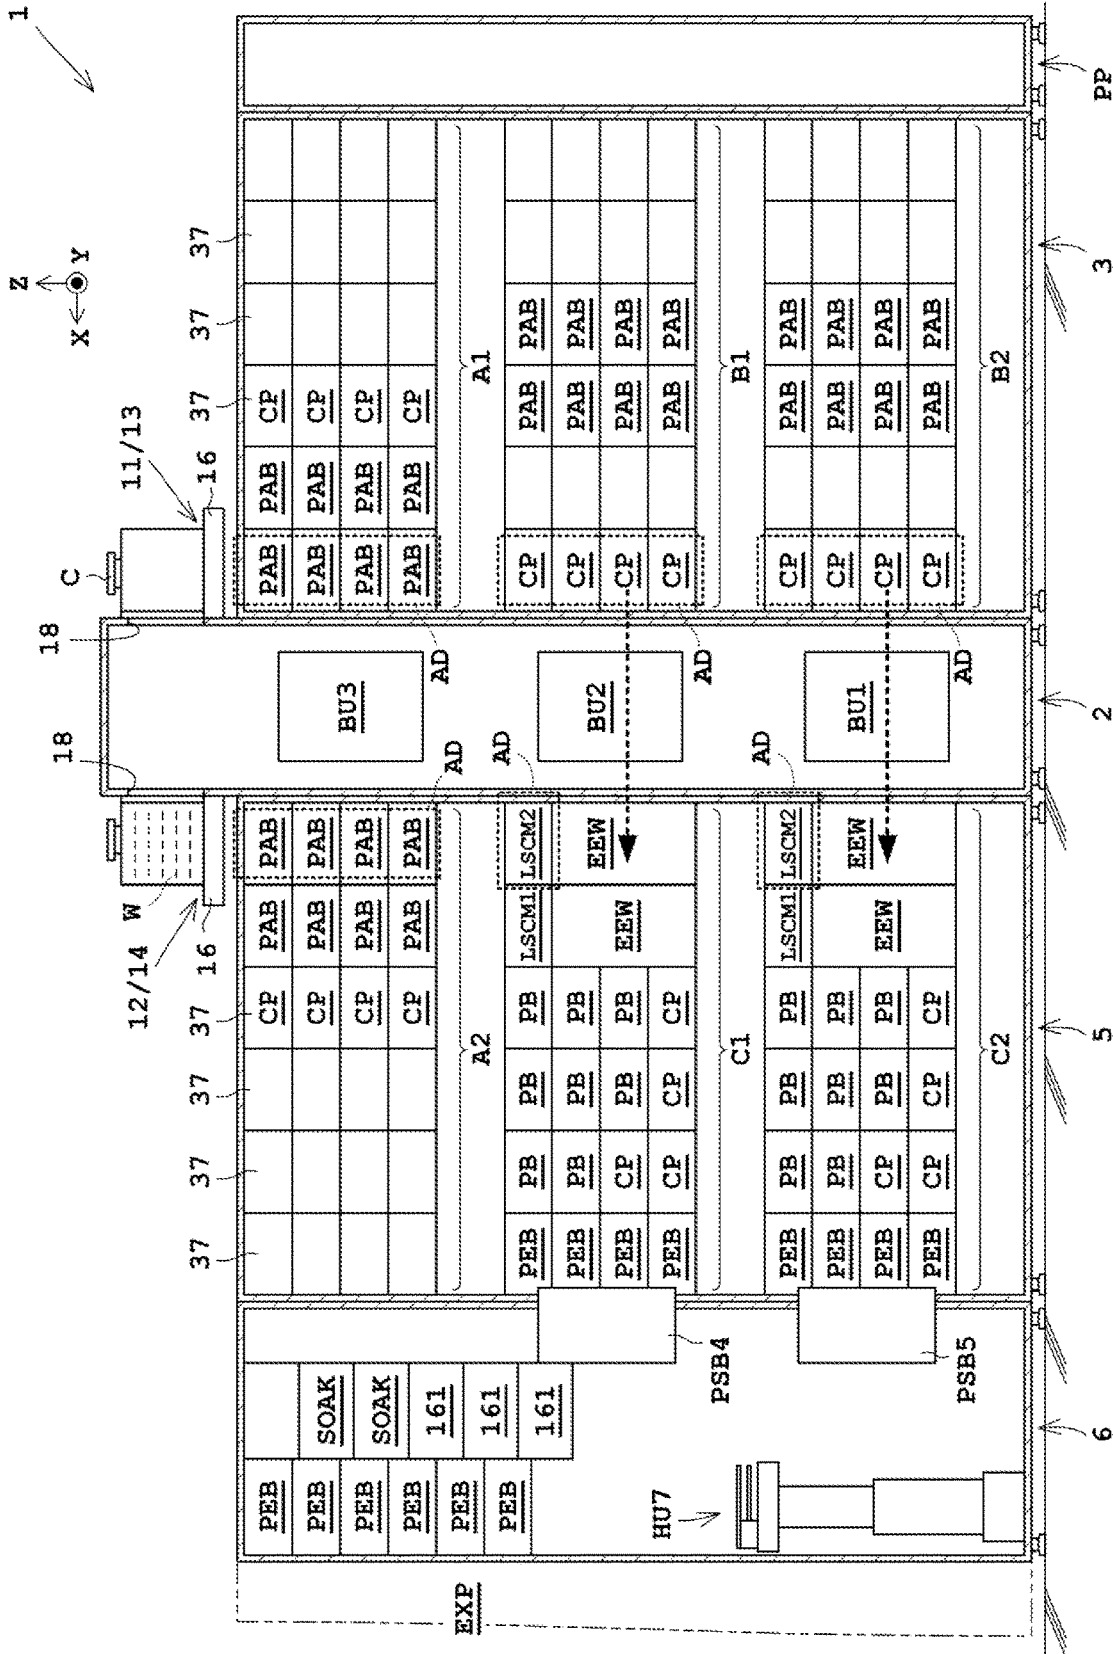 Z 1
18
18 C
X Y
W
12/14 11/13
37 37 37 37 16 16 37 37 37
PEB CP PAB PAB PAB PAB CP
PEB SOAK CP PAB PAB PAB PAB CP
BU3
PEB SOAK CP PAB PAB PAB PAB CP
PEB 161 CP PAB PAB PAB PAB CP
AD AD
PEB 161
EXP A2 A1
PEB AD
PEB PB PB PB LSCM1 LSCM2 CP PAB PAB
161
PEB PB PB PB CP PAB PAB
EEW EEW BU2
PEB CP PB PB CP PAB PAB
PEB CP CP CP CP PAB PAB
HU7
AD
PSB4
C1 B1
AD
PEB PB PB PB LSCM1 LSCM2 CP PAB PAB
PEB PB PB PB CP PAB PAB
EEW EEW BU1
PEB CP PB PB CP PAB PAB
PEB CP CP CP CP PAB PAB
PSB5 AD
C2 B2
6 5 2 3 PP